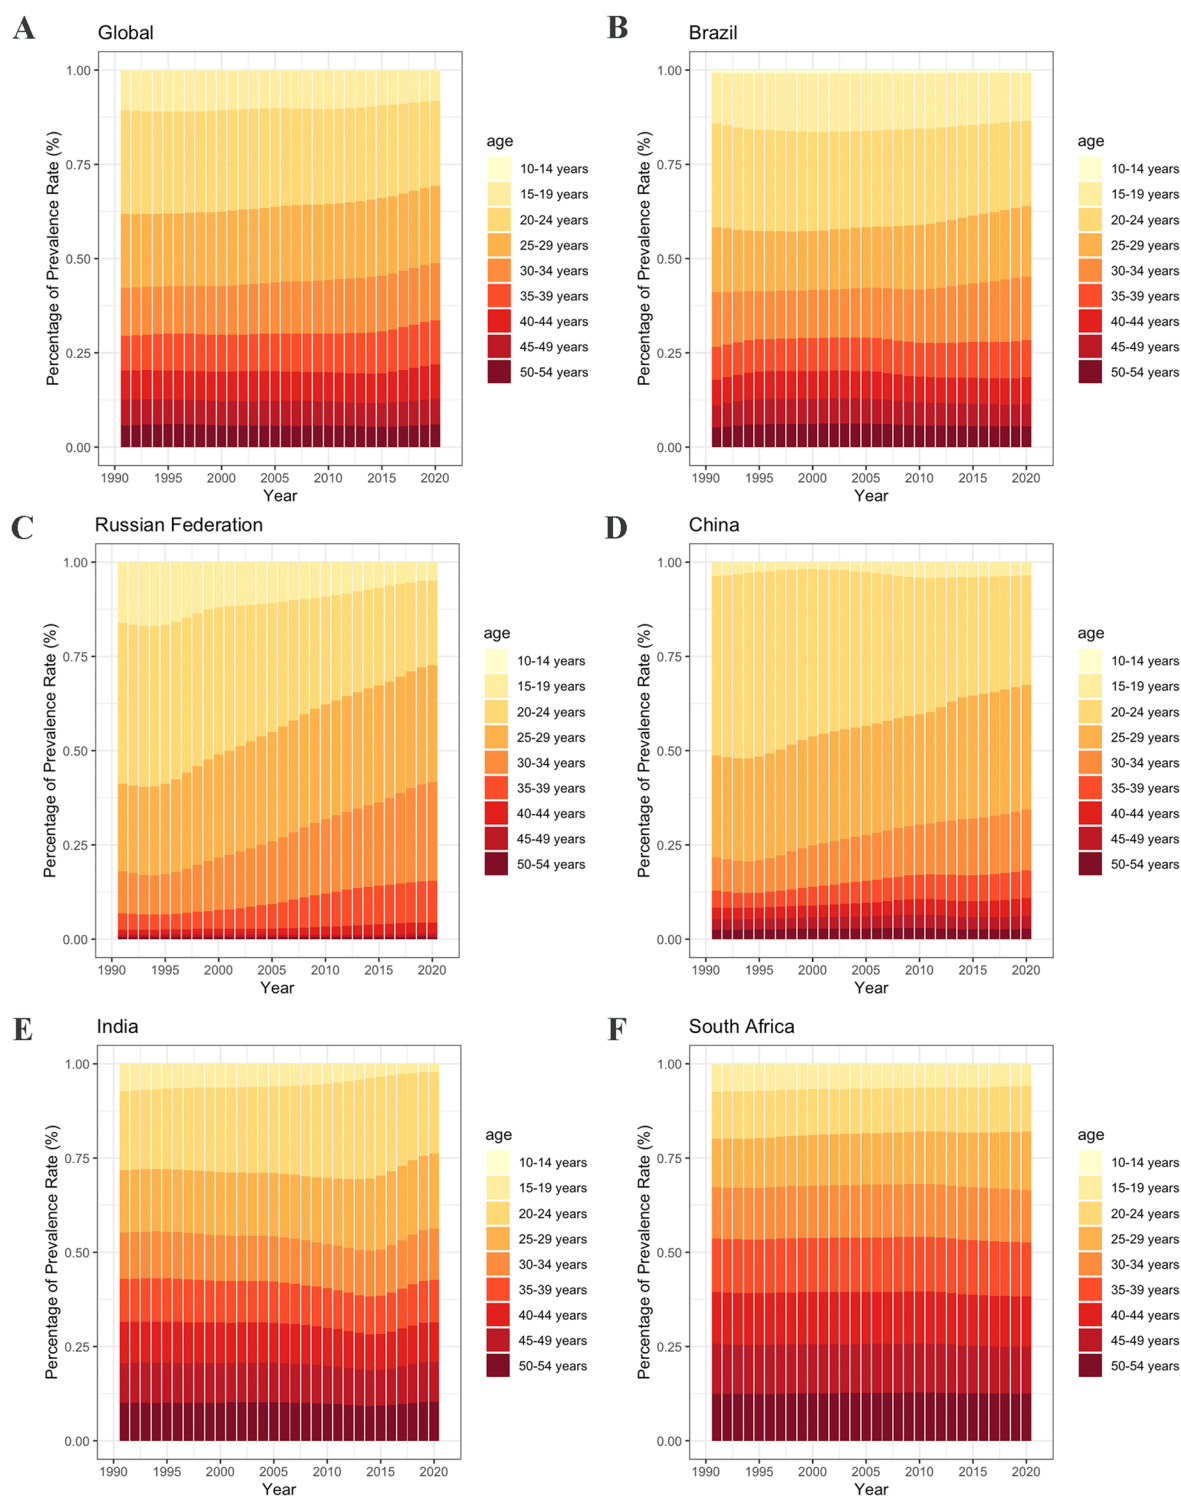 A
Global
1.00
0.75
0.50
0.25
0.00
Percentage of Prevalence Rate (%)
1990 1995 2000 2005 2010 2015 2020
Year
age
10-14 years
15-19 years
20-24 years
25-29 years
30-34 years
35-39 years
40-44 years
45-49 years
50-54 years
B
Brazil
1.00
0.75
0.50
0.25
0.00
Percentage of Prevalence Rate (%)
1990 1995 2000 2005 2010 2015 2020
Year
age
10-14 years
15-19 years
20-24 years
25-29 years
30-34 years
35-39 years
40-44 years
45-49 years
50-54 years
C
Russian Federation
1.00
0.75
0.50
0.25
0.00
Percentage of Prevalence Rate (%)
1990 1995 2000 2005 2010 2015 2020
Year
age
10-14 years
15-19 years
20-24 years
25-29 years
30-34 years
35-39 years
40-44 years
45-49 years
50-54 years
D
China
1.00
0.75
0.50
0.25
0.00
Percentage of Prevalence Rate (%)
1990 1995 2000 2005 2010 2015 2020
Year
age
10-14 years
15-19 years
20-24 years
25-29 years
30-34 years
35-39 years
40-44 years
45-49 years
50-54 years
E
India
1.00
0.75
0.50
0.25
0.00
Percentage of Prevalence Rate (%)
1990 1995 2000 2005 2010 2015 2020
Year
age
10-14 years
15-19 years
20-24 years
25-29 years
30-34 years
35-39 years
40-44 years
45-49 years
50-54 years
F
South Africa
1.00
0.75
0.50
0.25
0.00
Percentage of Prevalence Rate (%)
1990 1995 2000 2005 2010 2015 2020
Year
age
10-14 years
15-19 years
20-24 years
25-29 years
30-34 years
35-39 years
40-44 years
45-49 years
50-54 years